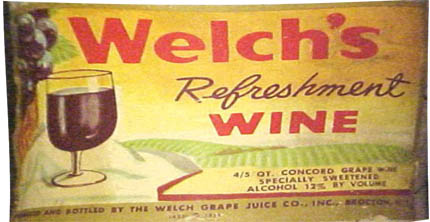 Welch's
Refreshment
WINE
4/5 QT. CONCORD GRAPE WINE
SPECIALLY SWEETENED
ALCOHOL 12% BY VOLUME
AND BOTTLED BY THE WELCH GRAPE JUICE CO., INC., BROCTON,